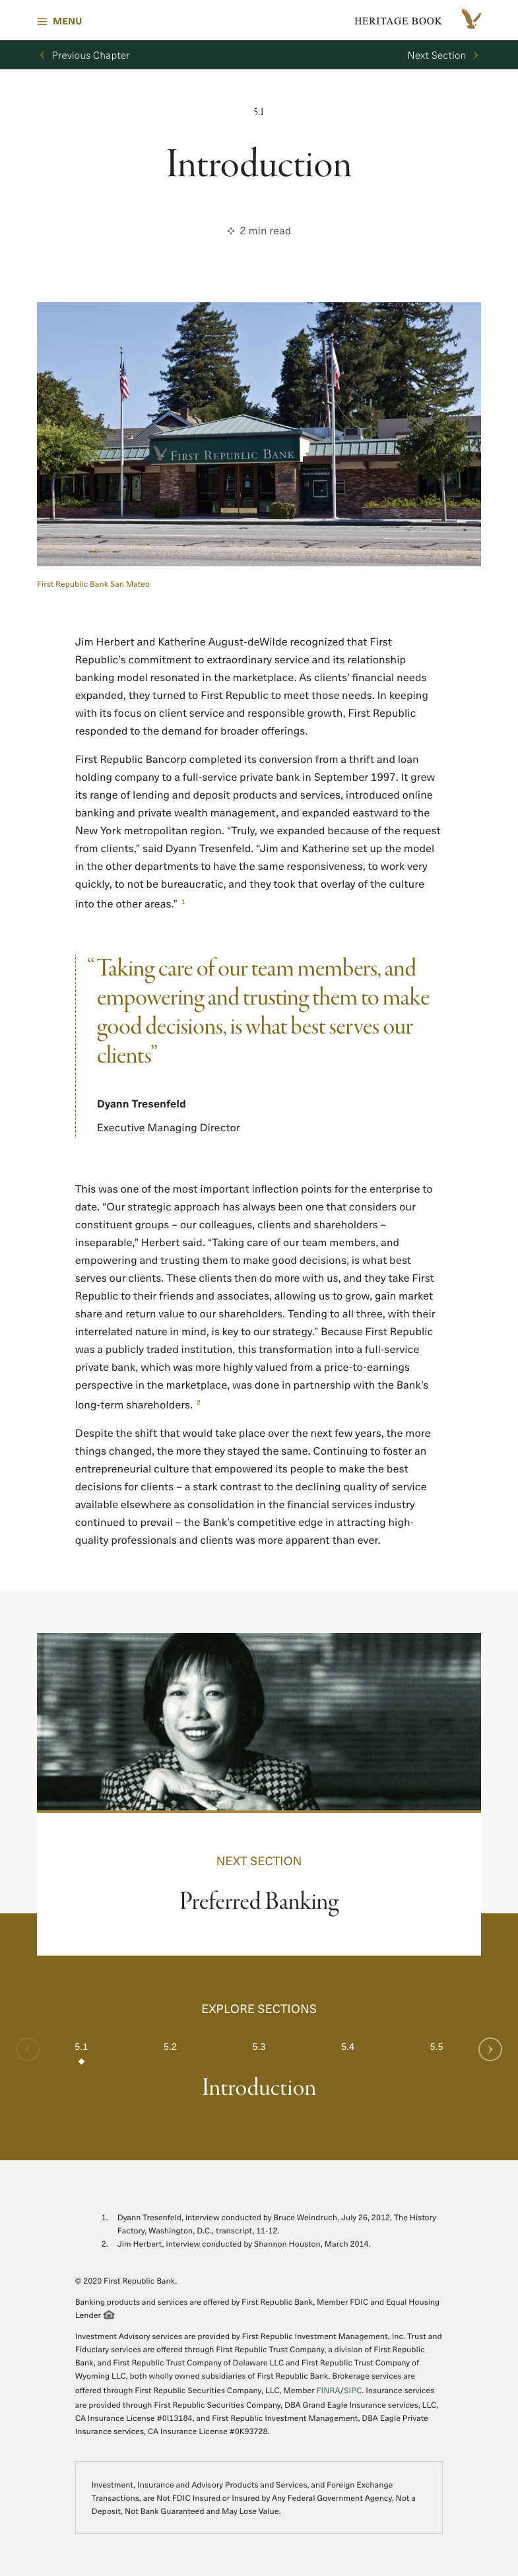 MENU
HERITAGE BOOK
Previous Chapter
Next Section
5.1
Introduction
2 min read
FIRST REPUBLIC BANK
First Republic Bank San Mateo
Jim Herbert and Katherine August-deWilde recognized that First
Republic's commitment to extraordinary service and its relationship
banking model resonated in the marketplace. As clients' financial needs
expanded, they turned to First Republic to meet those needs. In keeping
with its focus on client service and responsible growth, First Republic
responded to the demand for broader offerings.
First Republic Bancorp completed its conversion from a thrift and loan
holding company to a full-service private bank in September 1997. It grew
its range of lending and deposit products and services, introduced online
banking and private wealth management, and expanded eastward to the
New York metropolitan region. “Truly, we expanded because of the request
from clients,” said Dyann Tresenfeld. “Jim and Katherine set up the model
in the other departments to have the same responsiveness, to work very
quickly, to not be bureaucratic, and they took that overlay of the culture
into the other areas.” 1
“Taking care of our team members, and
empowering and trusting them to make
good decisions, is what best serves our
clients”
Dyann Tresenfeld
Executive Managing Director
This was one of the most important inflection points for the enterprise to
date. “Our strategic approach has always been one that considers our
constituent groups – our colleagues, clients and shareholders –
inseparable,” Herbert said. “Taking care of our team members, and
empowering and trusting them to make good decisions, is what best
serves our clients. These clients then do more with us, and they take First
Republic to their friends and associates, allowing us to grow, gain market
share and return value to our shareholders. Tending to all three, with their
interrelated nature in mind, is key to our strategy.” Because First Republic
was a publicly traded institution, this transformation into a full-service
private bank, which was more highly valued from a price-to-earnings
perspective in the marketplace, was done in partnership with the Bank's
long-term shareholders. 2
Despite the shift that would take place over the next few years, the more
things changed, the more they stayed the same. Continuing to foster an
entrepreneurial culture that empowered its people to make the best
decisions for clients – a stark contrast to the declining quality of service
available elsewhere as consolidation in the financial services industry
continued to prevail – the Bank's competitive edge in attracting high-
quality professionals and clients was more apparent than ever.
NEXT SECTION
Preferred Banking
EXPLORE SECTIONS
5.1 5.2 5.3 5.4 5.5
Introduction
1. Dyann Tresenfeld, interview conducted by Bruce Weindruch, July 26, 2012, The History
Factory, Washington, D.C., transcript, 11-12.
2. Jim Herbert, interview conducted by Shannon Houston, March 2014.
© 2020 First Republic Bank.
Banking products and services are offered by First Republic Bank, Member FDIC and Equal Housing
Lender
Investment Advisory services are provided by First Republic Investment Management, Inc. Trust and
Fiduciary services are offered through First Republic Trust Company, a division of First Republic
Bank, and First Republic Trust Company of Delaware LLC and First Republic Trust Company of
Wyoming LLC, both wholly owned subsidiaries of First Republic Bank. Brokerage services are
offered through First Republic Securities Company, LLC, Member FINRA/SIPC. Insurance services
are provided through First Republic Securities Company, DBA Grand Eagle Insurance services, LLC,
CA Insurance License #0I13184, and First Republic Investment Management, DBA Eagle Private
Insurance services, CA Insurance License #0K93728.
Investment, Insurance and Advisory Products and Services, and Foreign Exchange
Transactions, are Not FDIC Insured or Insured by Any Federal Government Agency, Not a
Deposit, Not Bank Guaranteed and May Lose Value.